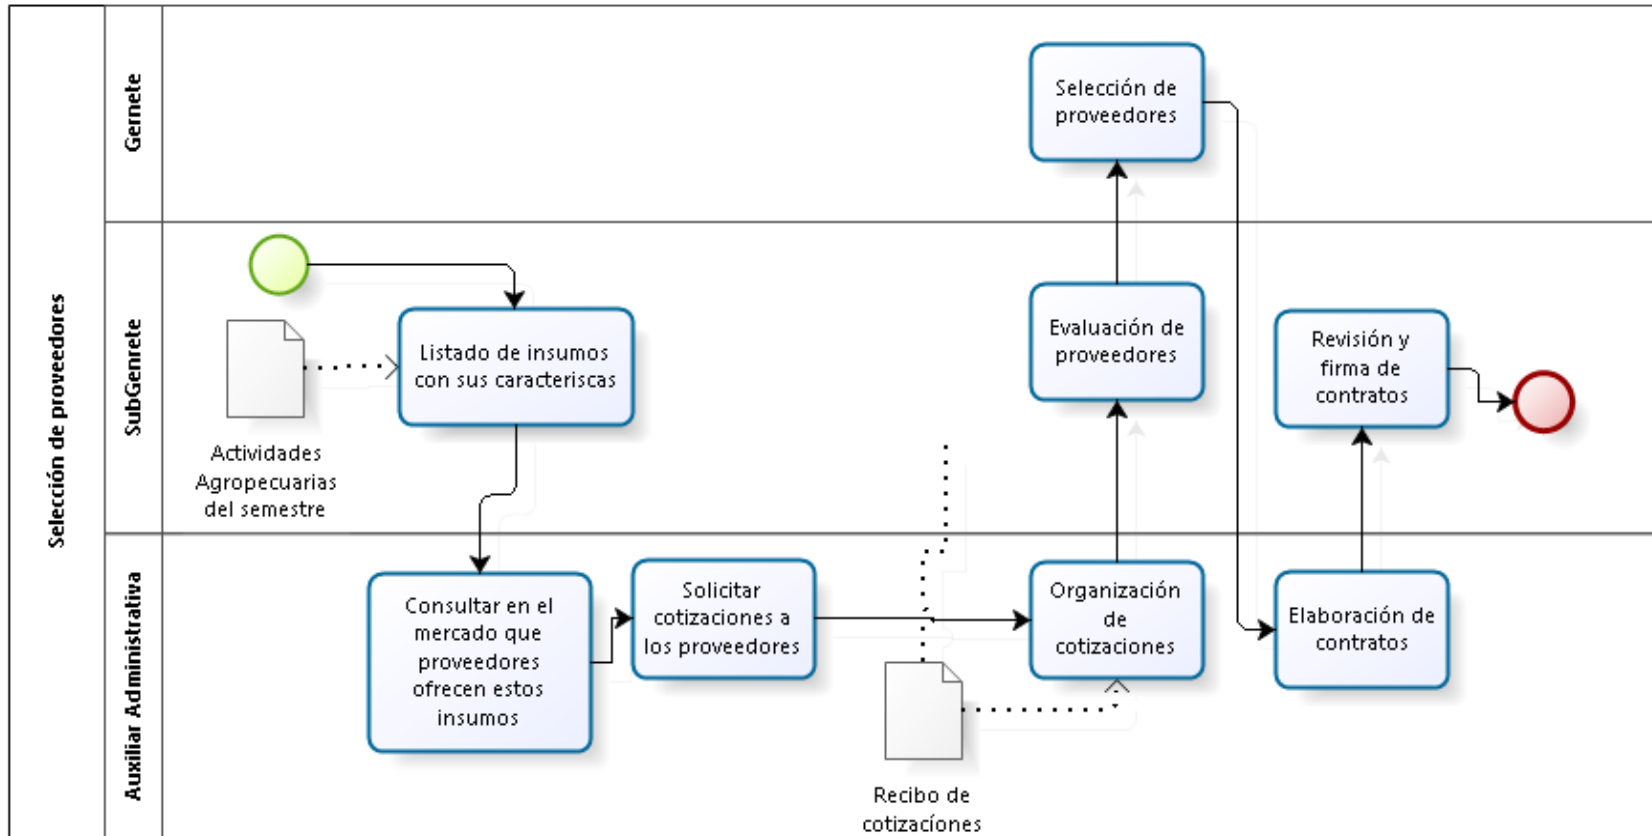 Selección de proveedores
Gernete
Selección de
proveedores
SubGenrete
Listado de insumos
con sus caracteriscas
Actividades
Agropecuarias
del semestre
Evaluación de
proveedores
Revisión y
firma de
contratos
Auxiliar Administrativa
Consultar en el
mercado que
proveedores
ofrecen estos
insumos
Solicitar
cotizaciones a
los proveedores
Organización
de
cotizaciones
Recibo de
cotizaciones
Elaboración de
contratos